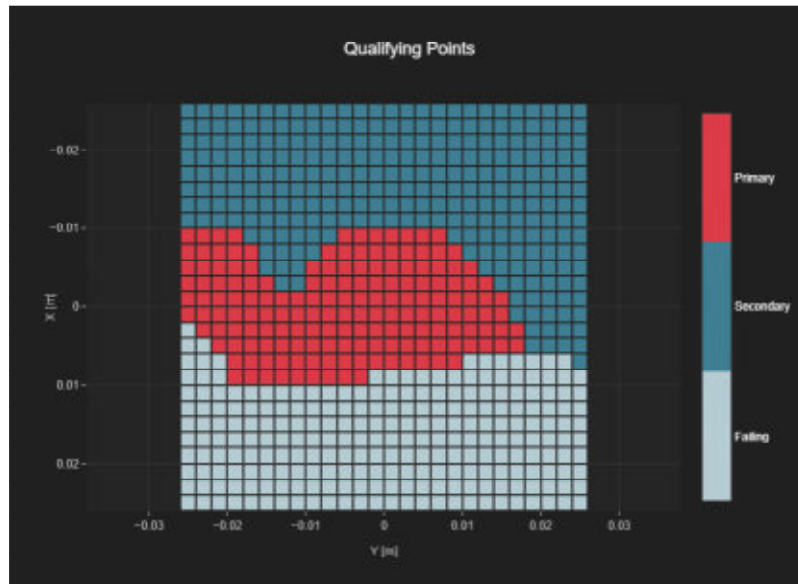 Qualifying Points
−0.02
−0.01
0
0.01
0.02
X [m]
−0.03
−0.02
−0.01
0
0.01
0.02
0.03
Y [m]
Primary
Secondary
Failing